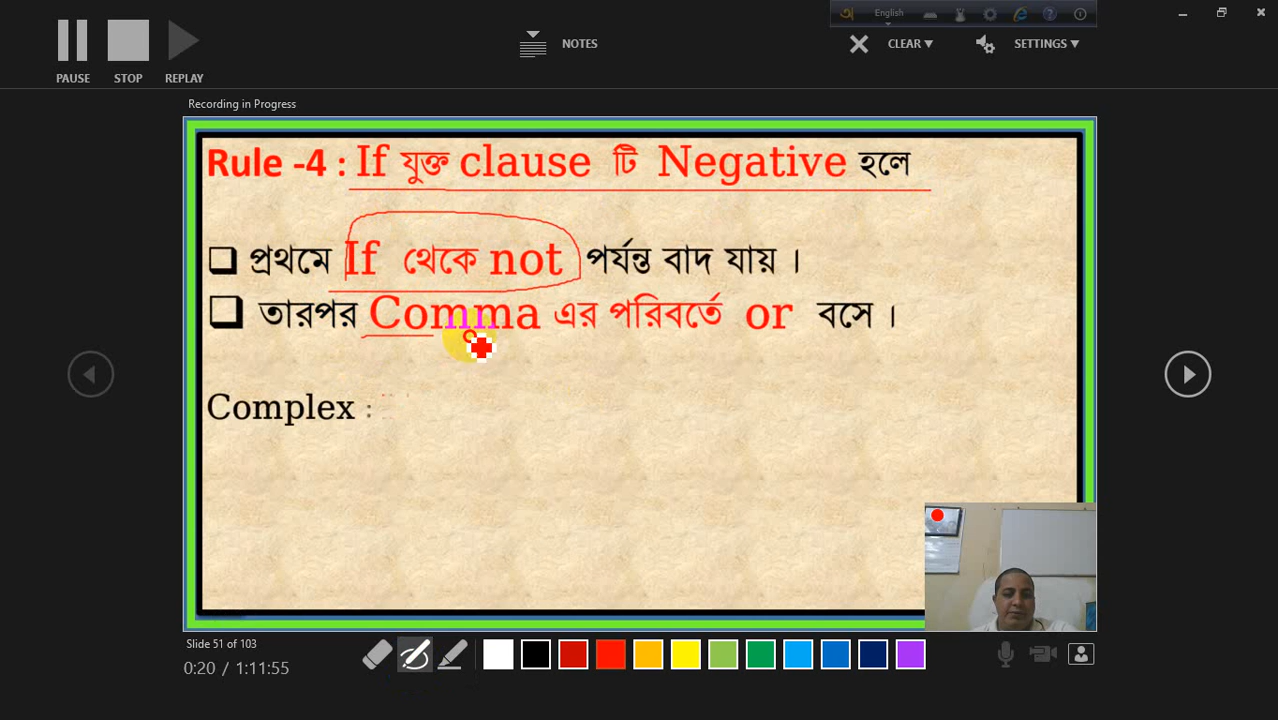 English
PAUSE STOP REPLAY
NOTES
CLEAR
SETTINGS
Recording in Progress
Rule -4 : If যুক্ত clause টি Negative হলে
প্রথমে If থেকে not পর্যন্ত বাদ যায় ।
তারপর Comma এর পরিবর্তে or বসে ।
Complex :
Slide 51 of 103
0:20 / 1:11:55